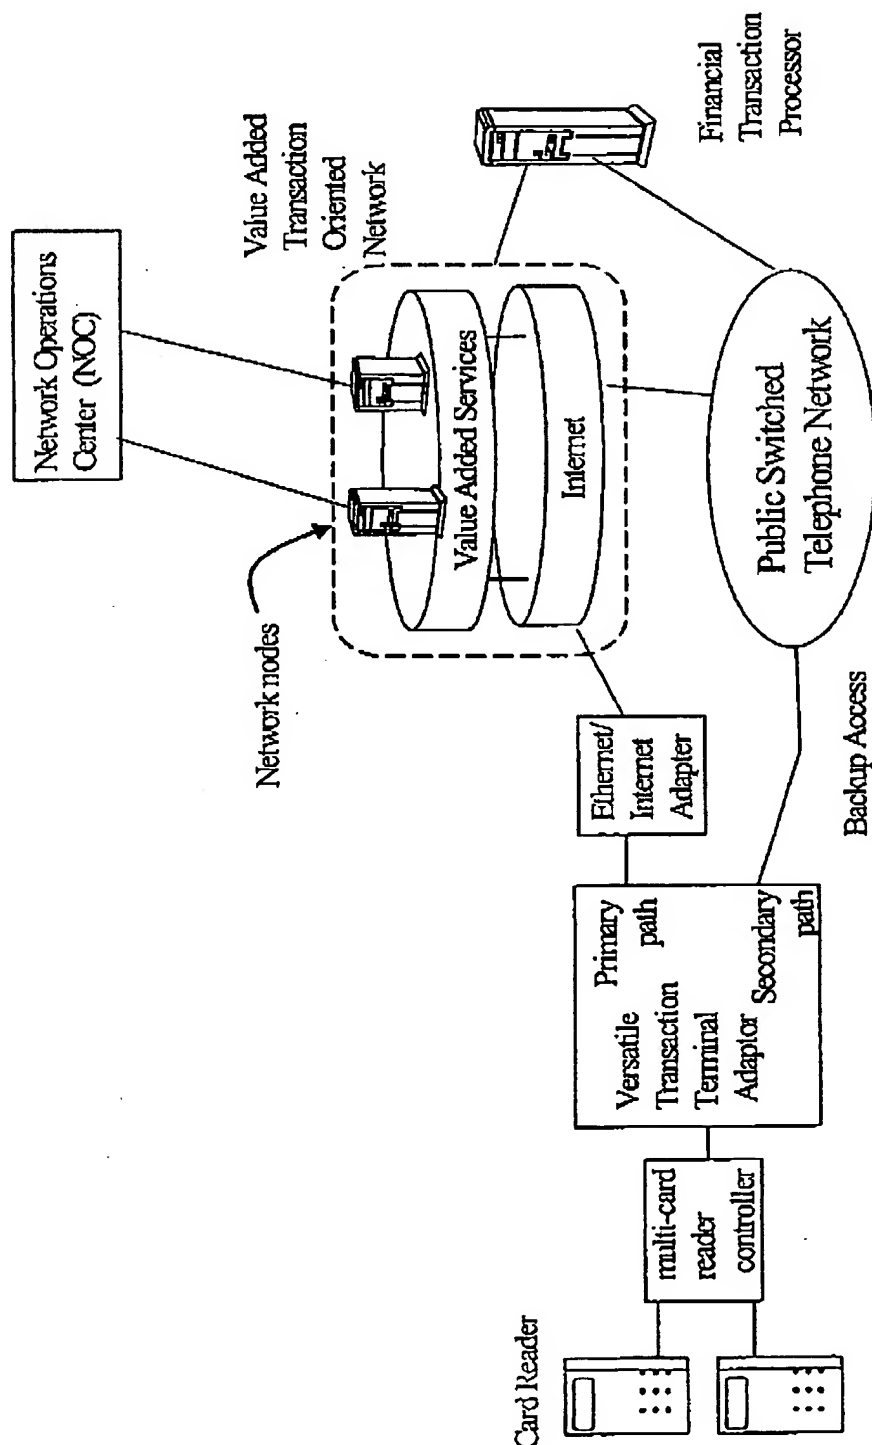 Network Operations
Center (NOC)
Value Added
Transaction
Oriented
Network
Network nodes
Value Added Services
Internet
Financial
Transaction
Processor
Public Switched
Telephone Network
Ethernet/
Internet
Adapter
Backup Access
Primary
path
Versatile
Transaction
Terminal
Adaptor
Secondary
path
multi-card
reader
controller
Card Reader